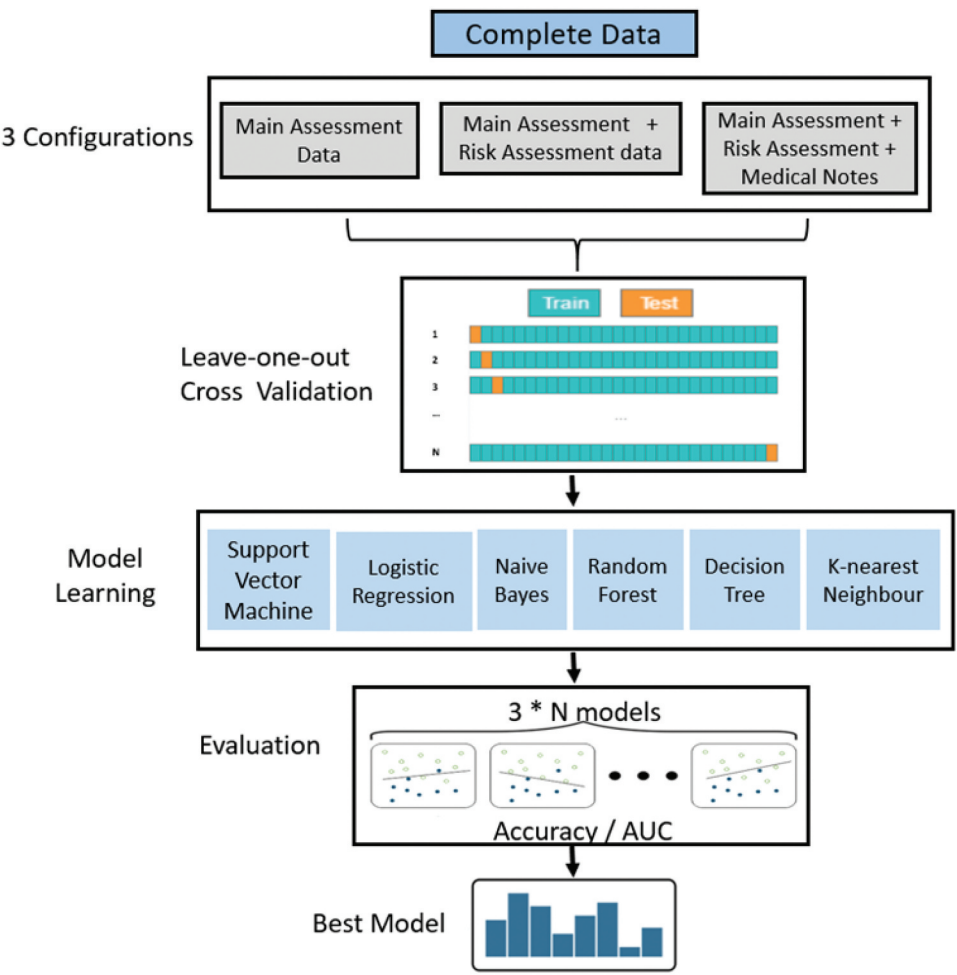 Complete Data
3 Configurations
Main Assessment
Data
Main Assessment +
Risk Assessment data
Main Assessment +
Risk Assessment +
Medical Notes
Leave-one-out
Cross Validation
Train
Test
1
2
3
...
...
N
Model
Learning
Support
Vector
Machine
Logistic
Regression
Naive
Bayes
Random
Forest
Decision
Tree
K-nearest
Neighbour
Evaluation
3 * N models
Accuracy / AUC
Best Model